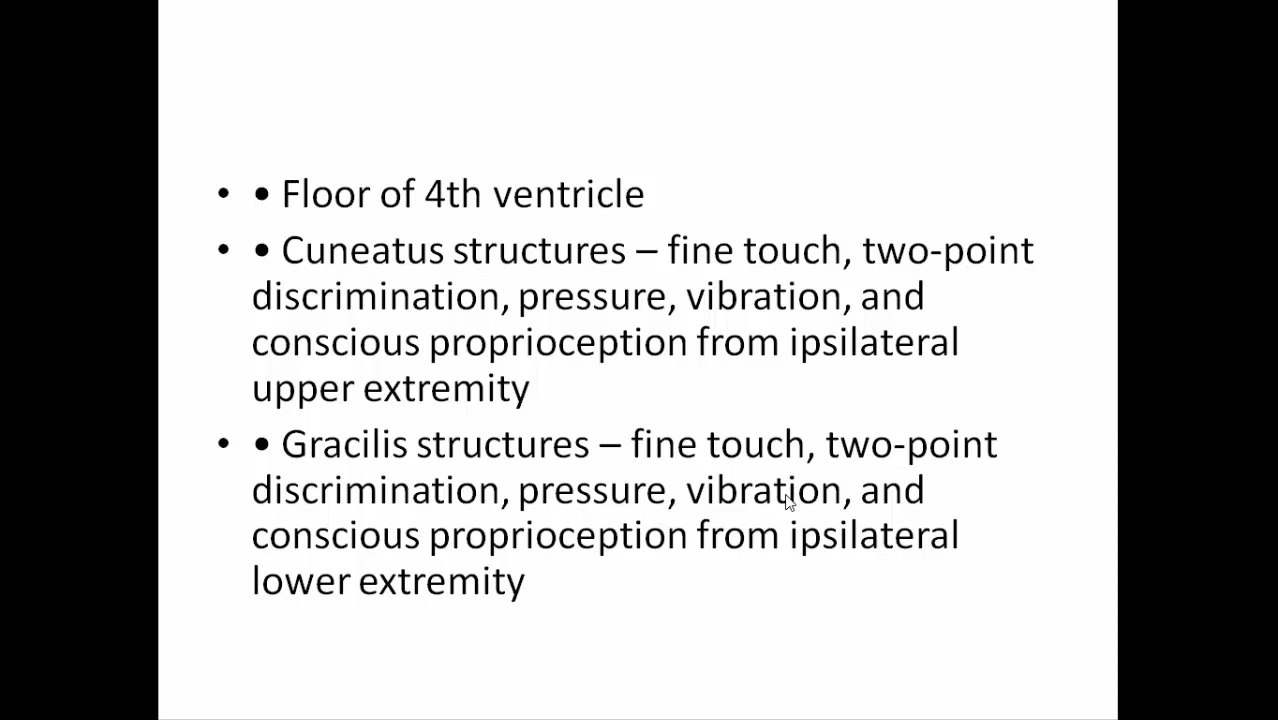 • • Floor of 4th ventricle
• • Cuneatus structures – fine touch, two-point
discrimination, pressure, vibration, and
conscious proprioception from ipsilateral
upper extremity
• • Gracilis structures – fine touch, two-point
discrimination, pressure, vibration, and
conscious proprioception from ipsilateral
lower extremity